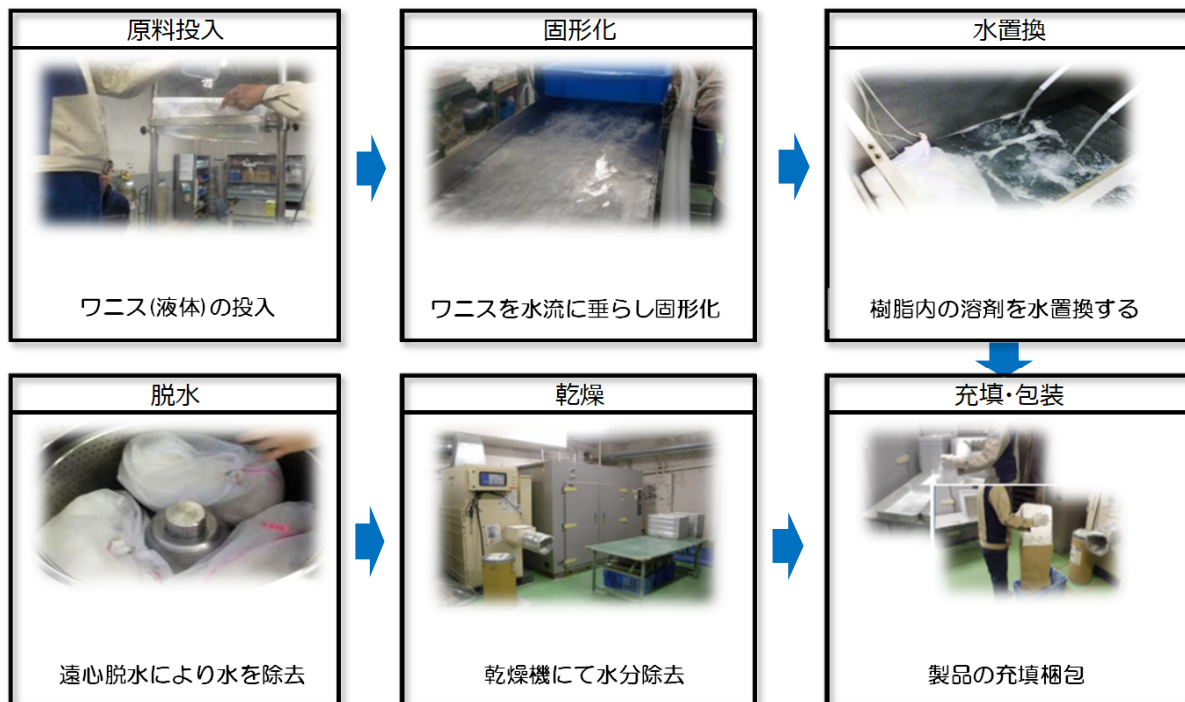 原料投入
ワニス(液体)の投入
固形化
ワニスを水流に垂らし固形化
水置換
樹脂内の溶剤を水置換する
脱水
遠心脱水により水を除去
乾燥
乾燥機にて水分除去
充填・包装
製品の充填梱包